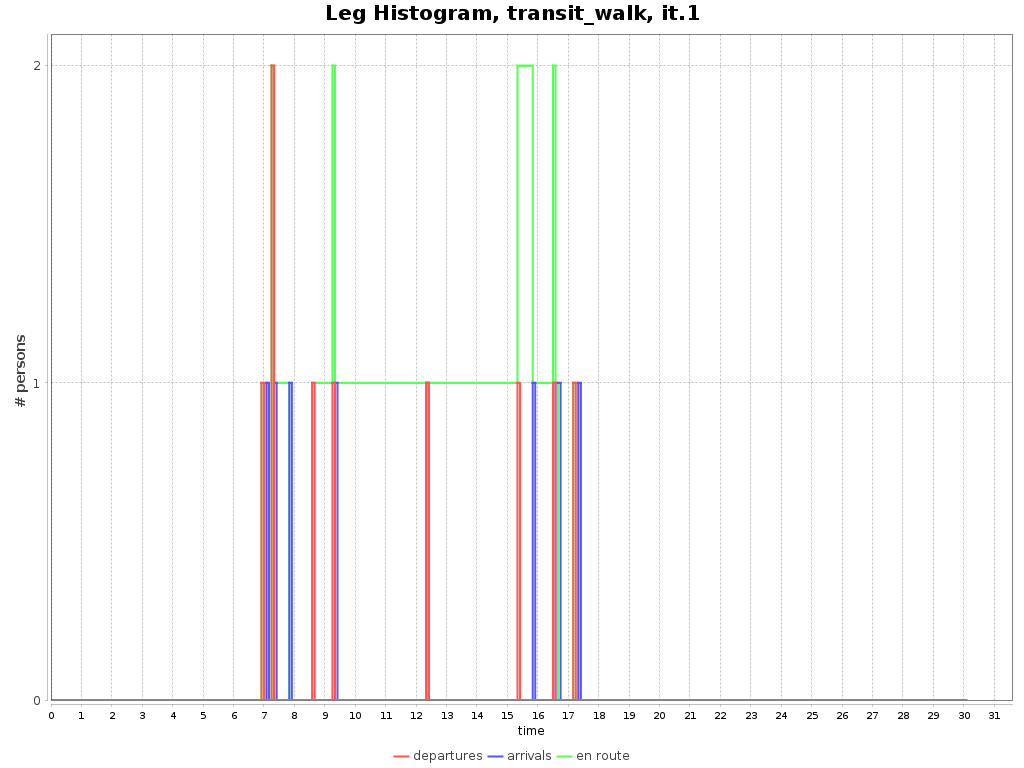 Leg Histogram, transit_walk, it.1
# persons
2
1
0
0 1 2 3 4 5 6 7 8 9 10 11 12 13 14 15 16 17 18 19 20 21 22 23 24 25 26 27 28 29 30 31
time
departures arrivals en route